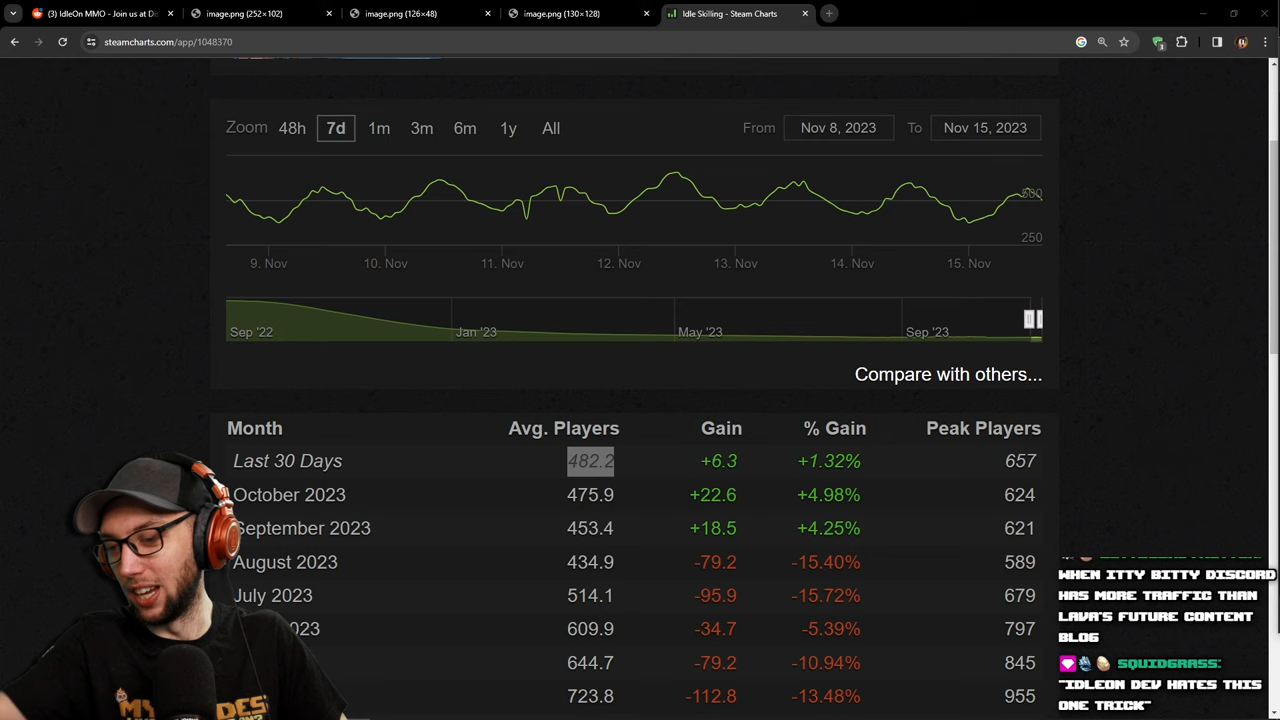 (3) IdleOn MMO - Join us at Di
image.png (252×102)
image.png (126×48)
image.png (130×128)
Idle Skilling - Steam Charts
steamcharts.com/app/1048370
Zoom 48h 7d 1m 3m 6m 1y All
From Nov 8, 2023 To Nov 15, 2023
500
250
9. Nov 10. Nov 11. Nov 12. Nov 13. Nov 14. Nov 15. Nov
Sep '22 Jan '23 May '23 Sep '23
Compare with others...
Month Avg. Players Gain % Gain Peak Players
Last 30 Days 482.2 +6.3 +1.32% 657
October 2023 475.9 +22.6 +4.98% 624
September 2023 453.4 +18.5 +4.25% 621
August 2023 434.9 -79.2 -15.40% 589
July 2023 514.1 -95.9 -15.72% 679
023 609.9 -34.7 -5.39% 797
644.7 -79.2 -10.94% 845
723.8 -112.8 -13.48% 955
WHEN ITTY BITTY DISCORD
HAS MORE TRAFFIC THAN
LAVA'S FUTURE CONTENT
BLOG
SQUIDGRASS:
"IDLEON DEV HATES THIS
ONE TRICK"